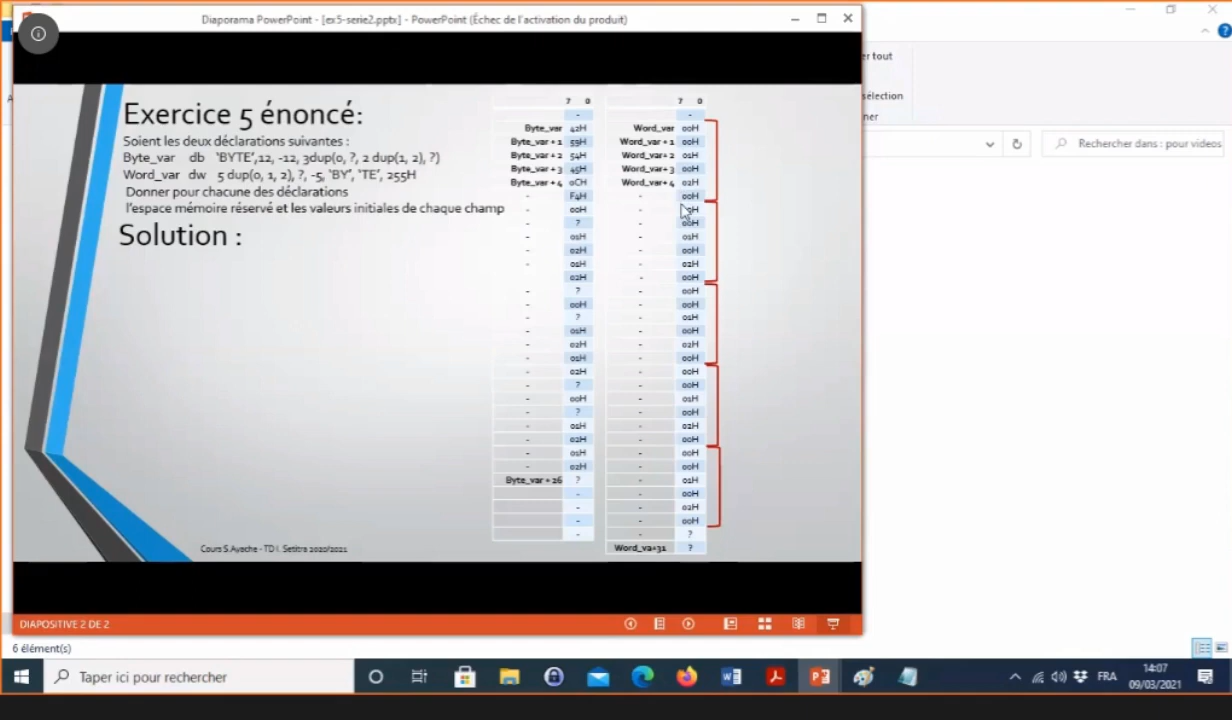 Diaporama PowerPoint - [ex5-serie2.pptx] - PowerPoint (Échec de l'activation du produit)
er tout
sélection
ner
Rechercher dans : pour videos
Exercice 5 énoncé:
Soient les deux déclarations suivantes :
Byte_var db 'BYTE',12, -12, 3dup(0, ?, 2 dup(1, 2), ?)
Word_var dw 5 dup(0, 1, 2), ?, -5, 'BY', 'TE', 255H
Donner pour chacune des déclarations
l'espace mémoire réservé et les valeurs initiales de chaque champ
Solution :
7 0
-
Byte_var 42H
Byte_var + 1 59H
Byte_var + 2 54H
Byte_var + 3 45H
Byte_var + 4 0CH
- F4H
- 00H
- ?
- 01H
- 02H
- 01H
- 02H
- ?
- 00H
- ?
- 01H
- 02H
- 01H
- 02H
- ?
- 00H
- ?
- 01H
- 02H
- 01H
- 02H
Byte_var + 26 ?
-
-
-
-
7 0
-
Word_var 00H
Word_var + 1 00H
Word_var+ 2 01H
Word_var+ 3 00H
Word_var+ 4 02H
- 00H
-
- 00H
- 01H
- 00H
- 02H
- 00H
- 00H
- 00H
- 01H
- 00H
- 02H
- 00H
- 00H
- 00H
- 01H
- 00H
- 02H
- 00H
- 00H
- 00H
- 01H
- 00H
- 02H
- 00H
- ?
Word_va+31 ?
Cours S.Ayache - TD I. Setitra 2020/2021
DIAPOSITIVE 2 DE 2
6 élément(s)
Taper ici pour rechercher
FRA
14:07
09/03/2021